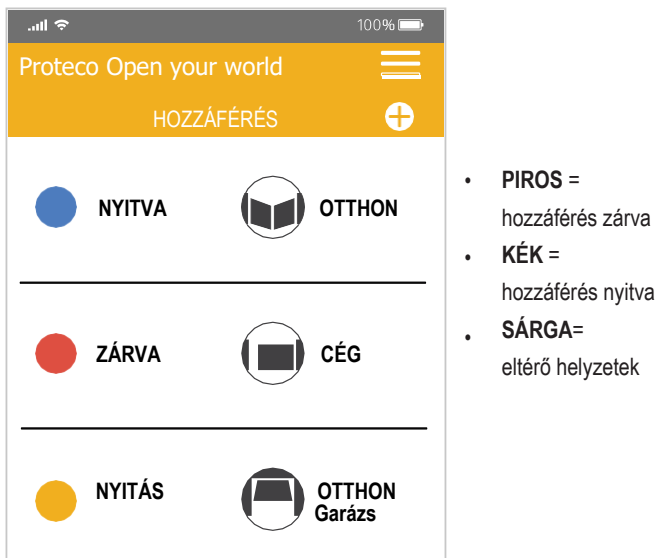 100%
Proteco Open your world
HOZZÁFÉRÉS
NYITVA OTTHON
ZÁRVA CÉG
NYITÁS OTTHON
Garázs
• PIROS =
hozzáférés zárva
• KÉK =
hozzáférés nyitva
• SÁRGA=
eltérő helyzetek